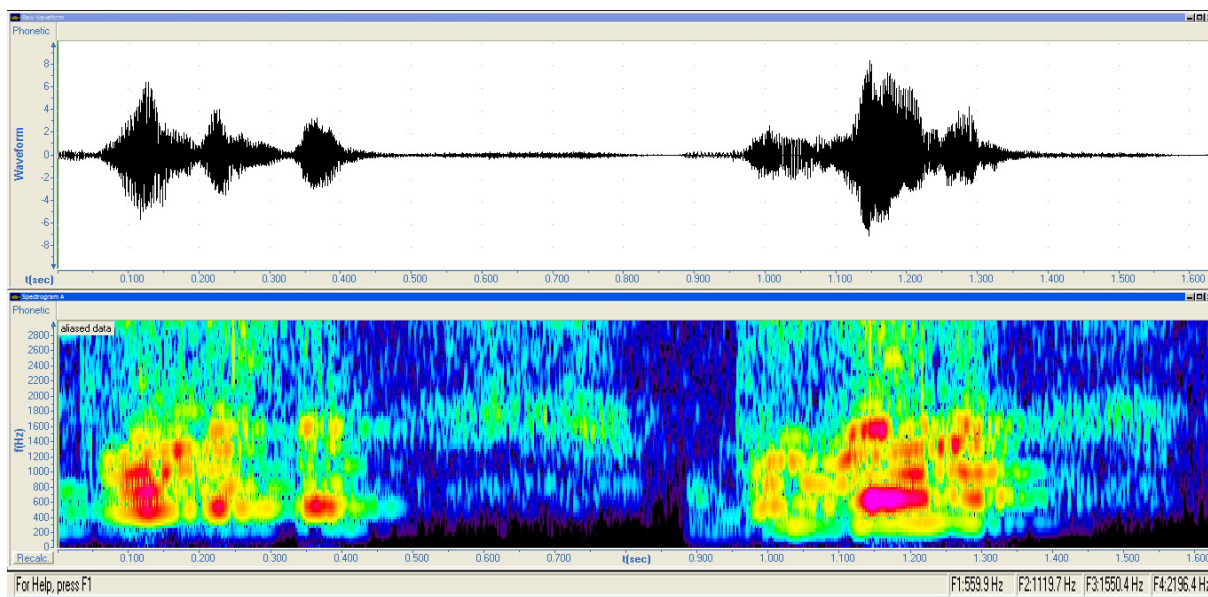 Raw Waveform
Phonetic
8
6
4
2
0
-2
-4
-6
-8
Waveform
t(sec) 0.100 0.200 0.300 0.400 0.500 0.600 0.700 0.800 0.900 1.000 1.100 1.200 1.300 1.400 1.500 1.600
Spectrogram A
Phonetic
aliased data
2800
2600
2400
2200
2000
1800
1600
1400
1200
1000
800
600
400
200
0
f(Hz)
Recalc. 0.100 0.200 0.300 0.400 0.500 0.600 0.700 t(sec) 0.900 1.000 1.100 1.200 1.300 1.400 1.500 1.600
For Help, press F1 F1:559.9 Hz F2:1119.7 Hz F3:1550.4 Hz F4:2196.4 Hz